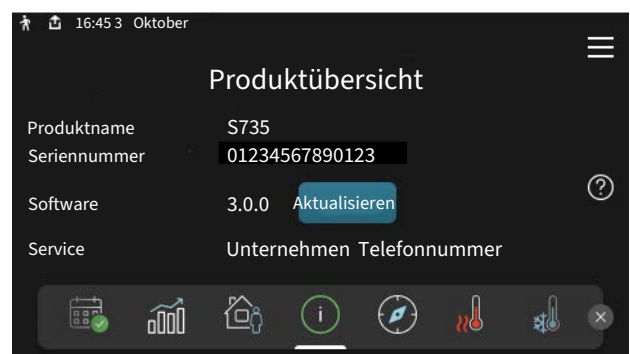 16:45 3 Oktober
Produktübersicht
Produktname S735
Seriennummer 01234567890123
Software 3.0.0 Aktualisieren
Service Unternehmen Telefonnummer